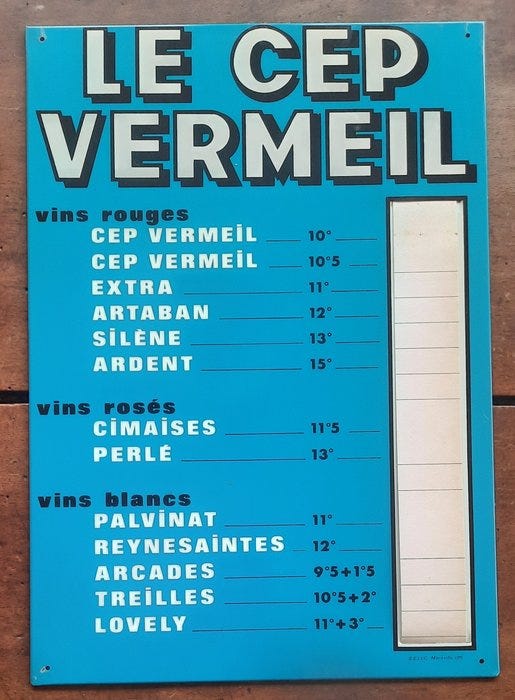 LE CEP
VERMEIL
vins rouges
CEP VERMEiL 10°
CEP VERMEiL 10°5
EXTRA 11°
ARTABAN 12°
SiLÈNE 13°
ARDENT 15°
vins rosés
CiMAiSES 11°5
PERLÉ 13°
vins blancs
PALViNAT 11°
REYNESAiNTES 12°
ARCADES 9°5+1°5
TREiLLES 10°5+2°
LOVELY 11°+3°